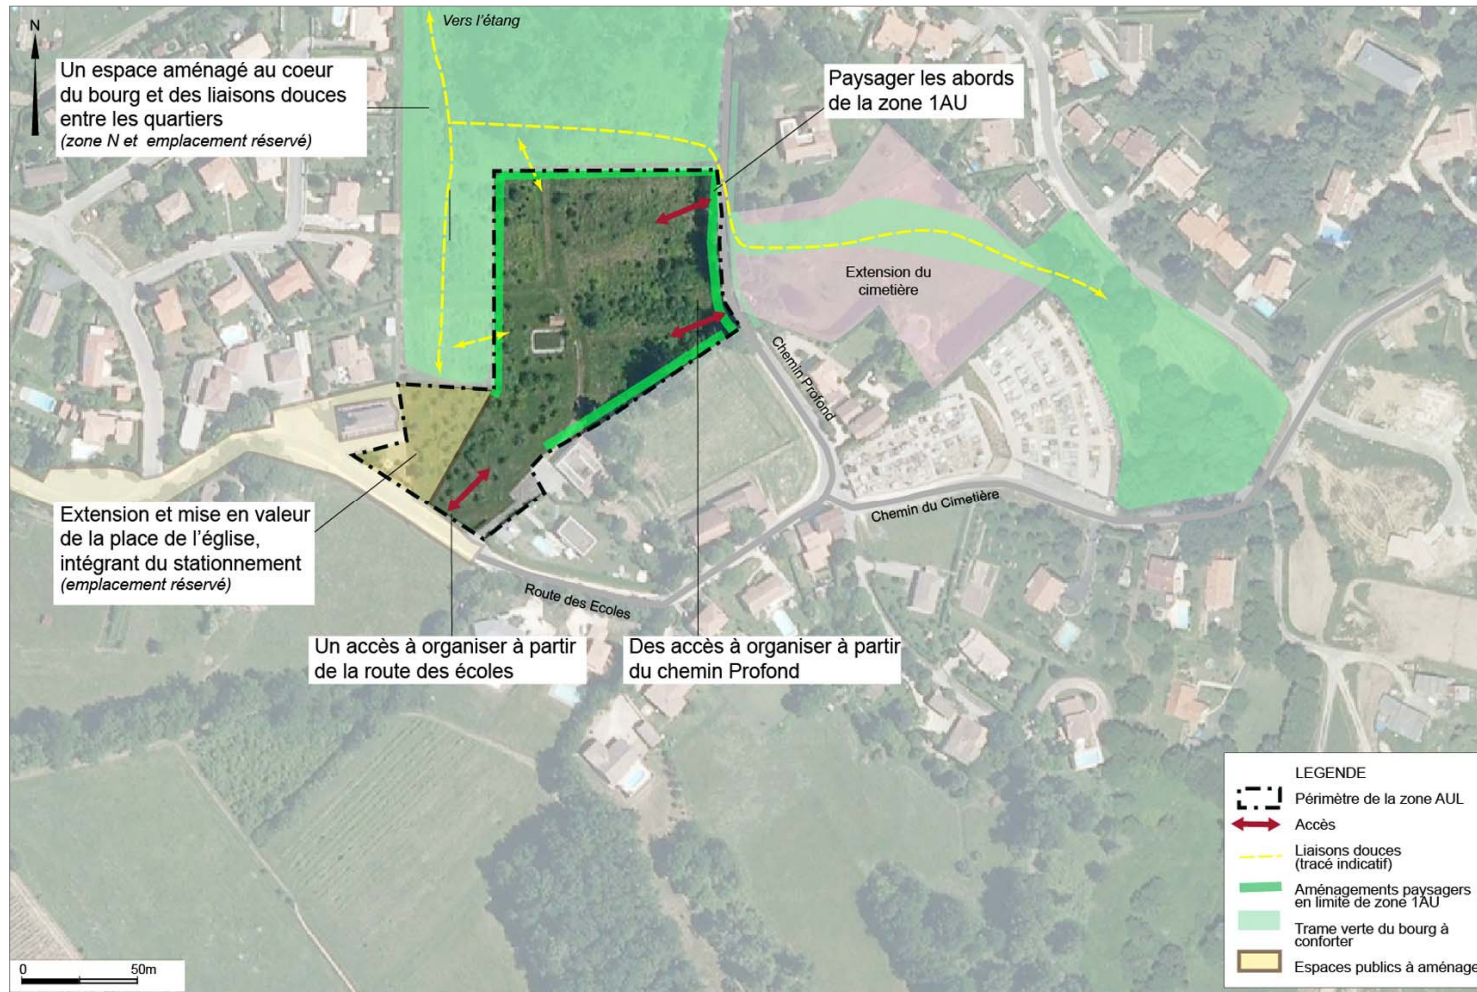 N
Vers l'étang
Un espace aménagé au coeur
du bourg et des liaisons douces
entre les quartiers
(zone N et emplacement réservé)
Paysager les abords
de la zone 1AU
Extension du
cimetière
Chemin Profond
Chemin du Cimetière
Route des Ecoles
Extension et mise en valeur
de la place de l'église,
intégrant du stationnement
(emplacement réservé)
Un accès à organiser à partir
de la route des écoles
Des accès à organiser à partir
du chemin Profond
LEGENDE
Périmètre de la zone AUL
Accès
Liaisons douces
(tracé indicatif)
Aménagements paysagers
en limite de zone 1AU
Trame verte du bourg à
conforter
Espaces publics à aménage
0 50m